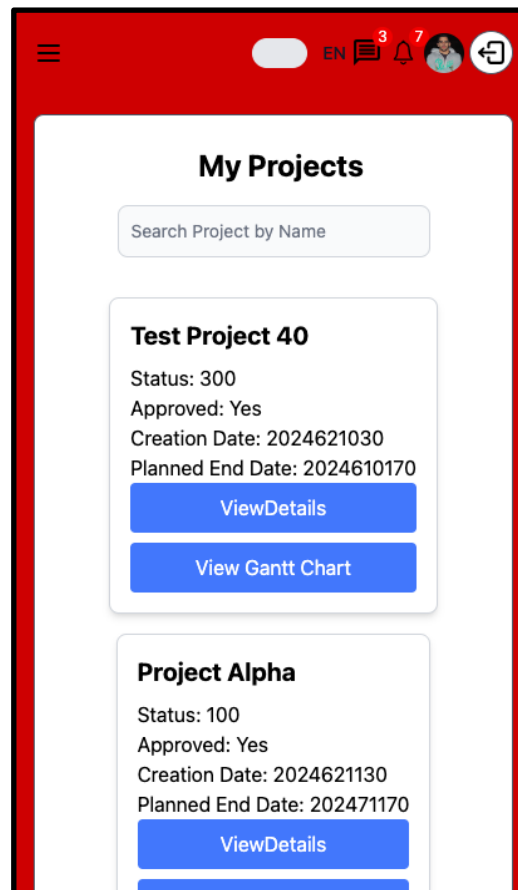 EN 3 7
My Projects
Search Project by Name
Test Project 40
Status: 300
Approved: Yes
Creation Date: 2024621030
Planned End Date: 2024610170
ViewDetails
View Gantt Chart
Project Alpha
Status: 100
Approved: Yes
Creation Date: 2024621130
Planned End Date: 202471170
ViewDetails